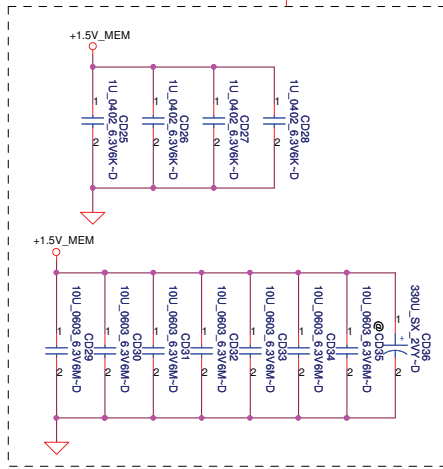 +1.5V_MEM
1
2
CD25
1U_0402_6.3V6K~D
1
2
CD26
1U_0402_6.3V6K~D
1
2
CD27
1U_0402_6.3V6K~D
1
2
CD28
1U_0402_6.3V6K~D
+1.5V_MEM
1
2
CD29
10U_0603_6.3V6M~D
1
2
CD30
10U_0603_6.3V6M~D
1
2
CD31
10U_0603_6.3V6M~D
1
2
CD32
10U_0603_6.3V6M~D
1
2
CD33
10U_0603_6.3V6M~D
1
2
CD34
10U_0603_6.3V6M~D
1
2
@
CD35
10U_0603_6.3V6M~D
1
+
2
CD36
330U_SX_2VY~D